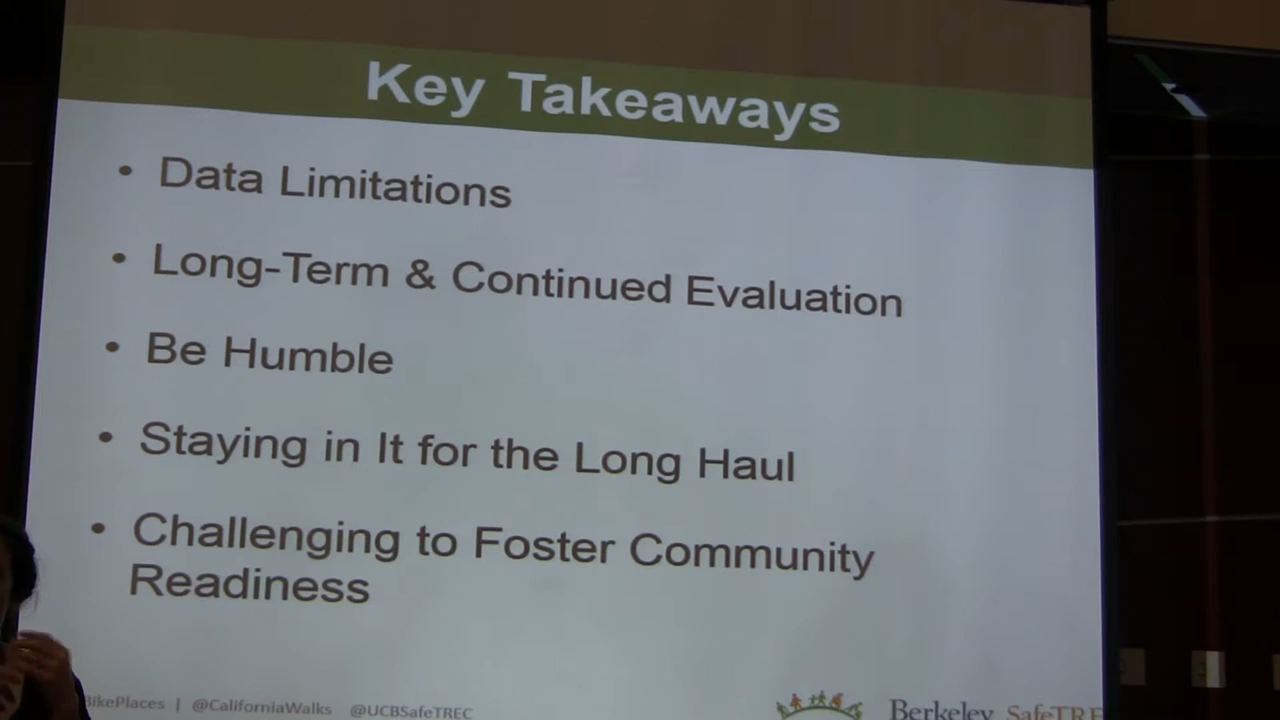 Key Takeaways
• Data Limitations
• Long-Term & Continued Evaluation
• Be Humble
• Staying in It for the Long Haul
• Challenging to Foster Community
Readiness
BikePlaces | @CaliforniaWalks @UCBSafeTREC
Berkeley SafeTRE